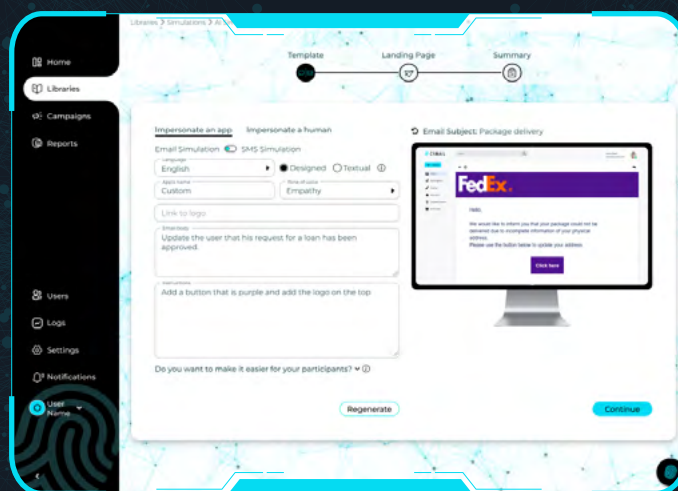 Libraries > Simulations > AI
Template
Landing Page
Summary
Home
Libraries
Campaigns
Reports
Users
Logs
Settings
Notifications
User Name
Impersonate an app
Impersonate a human
Email Simulation
SMS Simulation
Language
English
Designed
Textual
Custom
Tone of voice
Empathy
Link to logo
Update the user that his request for a loan has been
approved.
Instructions
Add a button that is purple and add the logo on the top
Do you want to make it easier for your participants?
Regenerate
Continue
Email Subject: Package delivery
FedEx
Hello,
We would like to inform you that your package could not be
delivered due to incomplete information of your physical
address.
Please use the button below to update your address.
Click here